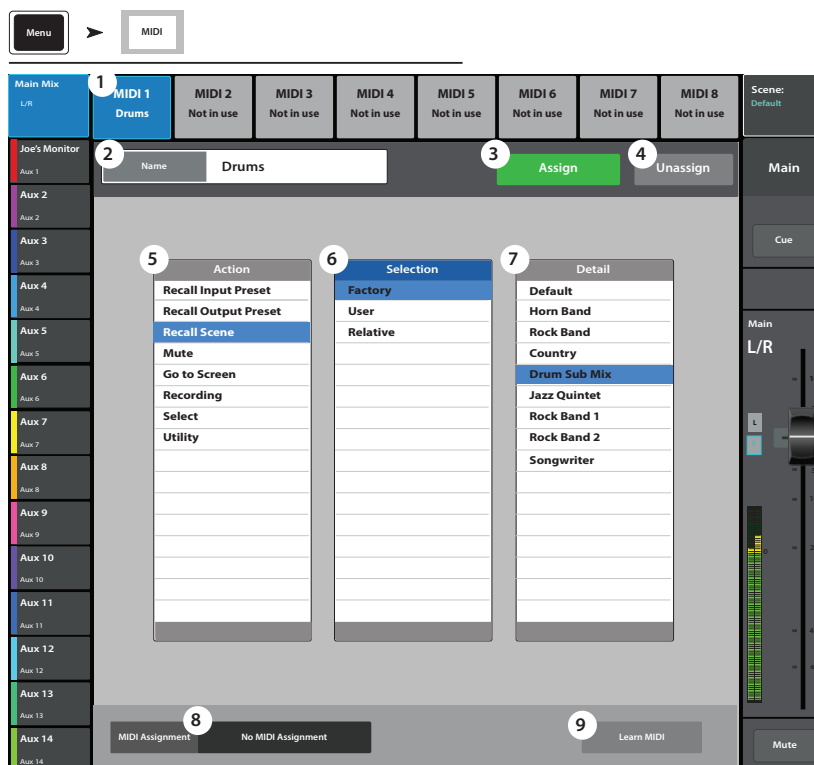 Menu
MIDI
Main Mix
L/R
1
MIDI 1
Drums
MIDI 2
Not in use
MIDI 3
Not in use
MIDI 4
Not in use
MIDI 5
Not in use
MIDI 6
Not in use
MIDI 7
Not in use
MIDI 8
Not in use
Scene:
Default
Joe's Monitor
Aux 1
Aux 2
Aux 2
Aux 3
Aux 3
Aux 4
Aux 4
Aux 5
Aux 5
Aux 6
Aux 6
Aux 7
Aux 7
Aux 8
Aux 8
Aux 9
Aux 9
Aux 10
Aux 10
Aux 11
Aux 11
Aux 12
Aux 12
Aux 13
Aux 13
Aux 14
Aux 14
2
Name
Drums
3
Assign
4
Unassign
5
Action
Recall Input Preset
Recall Output Preset
Recall Scene
Mute
Go to Screen
Recording
Select
Utility
6
Selection
Factory
User
Relative
7
Detail
Default
Horn Band
Rock Band
Country
Drum Sub Mix
Jazz Quintet
Rock Band 1
Rock Band 2
Songwriter
8
MIDI Assignment
No MIDI Assignment
9
Learn MIDI
Main
Cue
Main
L/R
L
Mute